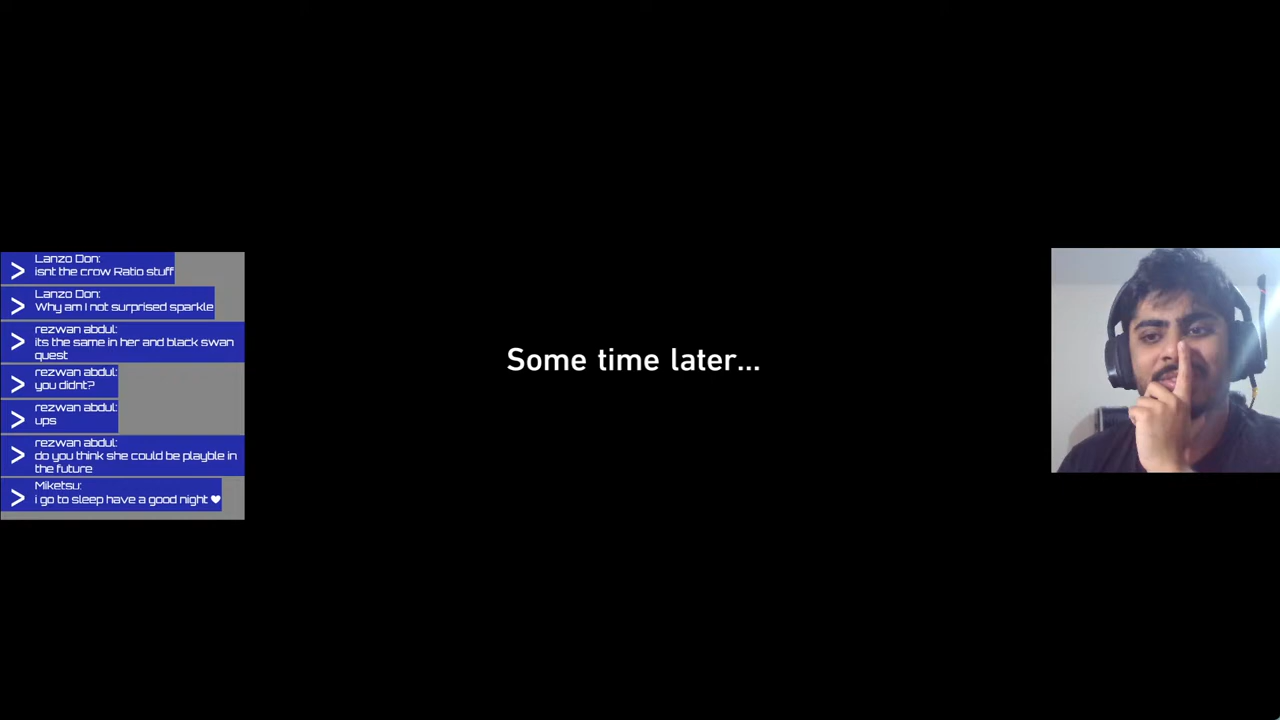 Lanzo Don:
isnt the crow Ratio stuff
Lanzo Don:
Why am I not surprised sparkle
rezwan abdul:
its the same in her and black swan
quest
rezwan abdul:
you didnt?
rezwan abdul:
ups
rezwan abdul:
do you think she could be playble in
the future
Miketsu:
i go to sleep have a good night ♥
Some time later...